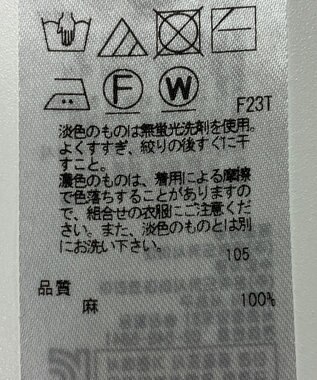 F
W
F23T
淡色のものは無蛍光洗剤を使用。
よくすすぎ、絞りの後すぐに干
すこと。
濃色のものは、着用による摩擦
で色落ちすることがありますの
で、組合せの衣服にご注意くだ
さい。また、淡色のものとは別
にお洗い下さい。
105
品質
麻 100%